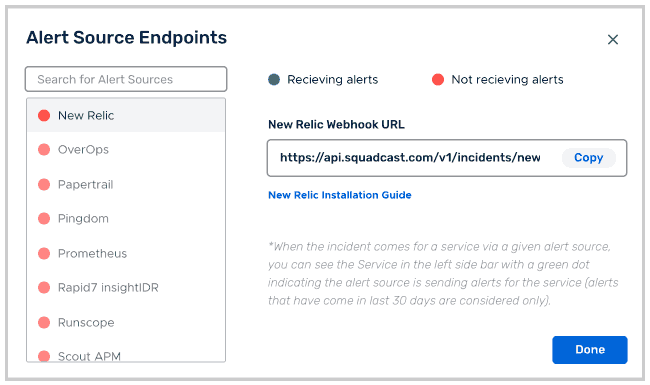 Alert Source Endpoints
Search for Alert Sources
New Relic
OverOps
Papertrail
Pingdom
Prometheus
Rapid7 insightIDR
Runscope
Scout APM
Recieving alerts
Not recieving alerts
New Relic Webhook URL
https://api.squadcast.com/v1/incidents/new
Copy
New Relic Installation Guide
*When the incident comes for a service via a given alert source,
you can see the Service in the left side bar with a green dot
indicating the alert source is sending alerts for the service (alerts
that have come in last 30 days are considered only).
Done